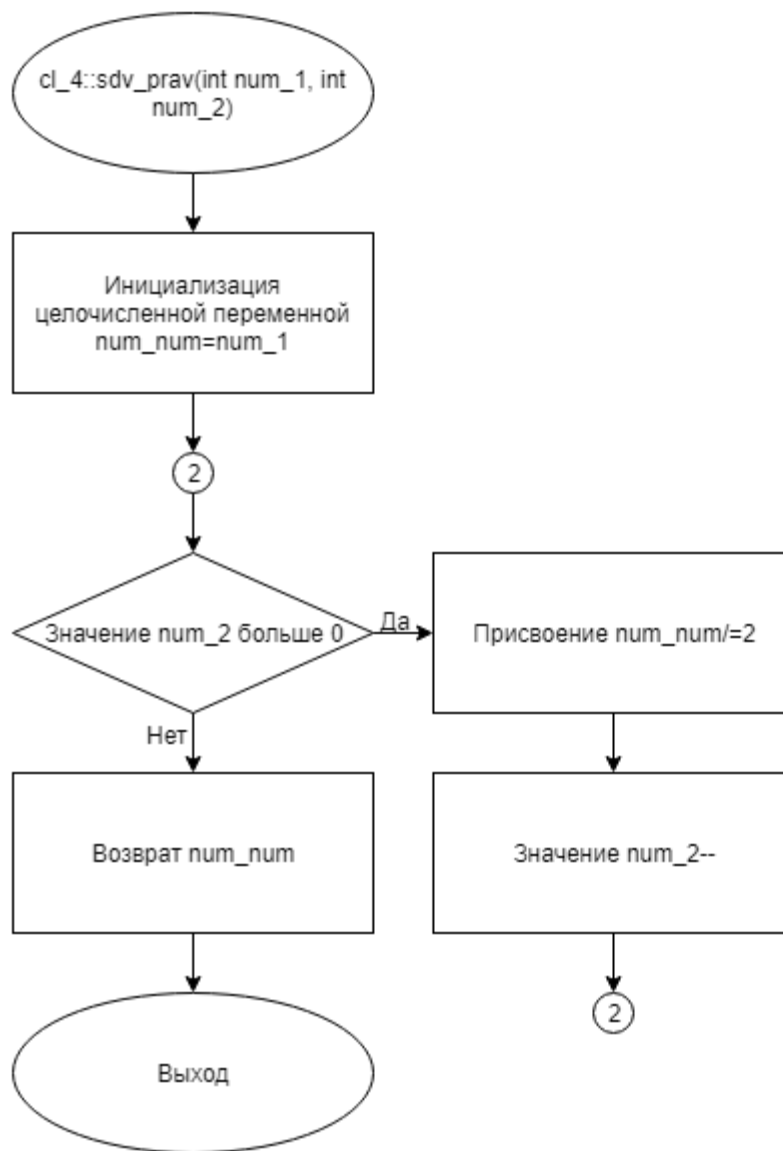 cl_4::sdv_prav(int num_1, int
num_2)
Инициализация
целочисленной переменной
num_num=num_1
2
Значение num_2 больше 0
Да
Присвоение num_num/=2
Нет
Возврат num_num
Значение num_2--
2
Выход